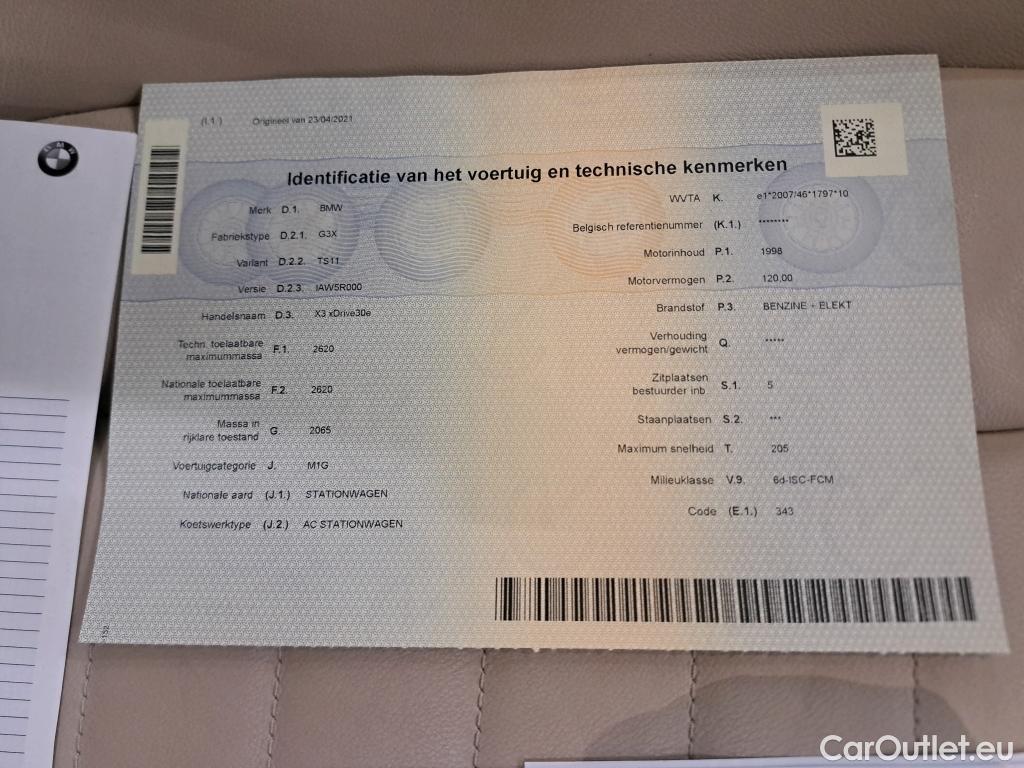 BMW
(I.1.) Origineel van 23/04/2021
Identificatie van het voertuig en technische kenmerken
Merk D.1. BMW
Fabriekstype D.2.1. G3X
Variant D.2.2. TS11
Versie D.2.3. IAW5R000
Handelsnaam D.3. X3 xDrive30e
Techn. toelaatbare
maximummassa F.1. 2620
Nationale toelaatbare
maximummassa F.2. 2620
Massa in
rijklare toestand G. 2065
Voertuigcategorie J. M1G
Nationale aard (J.1.) STATIONWAGEN
Koetswerktype (J.2.) AC STATIONWAGEN
WVTA K. e1*2007/46*1797*10
Belgisch referentienummer (K.1.) ********
Motorinhoud P.1. 1998
Motorvermogen P.2. 120.00
Brandstof P.3. BENZINE + ELEKT
Verhouding
vermogen/gewicht Q. *****
Zitplaatsen
bestuurder inb. S.1. 5
Staanplaatsen S.2. ***
Maximum snelheid T. 205
Milieuklasse V.9. 6d-ISC-FCM
Code (E.1.) 343
-152
CarOutlet.eu